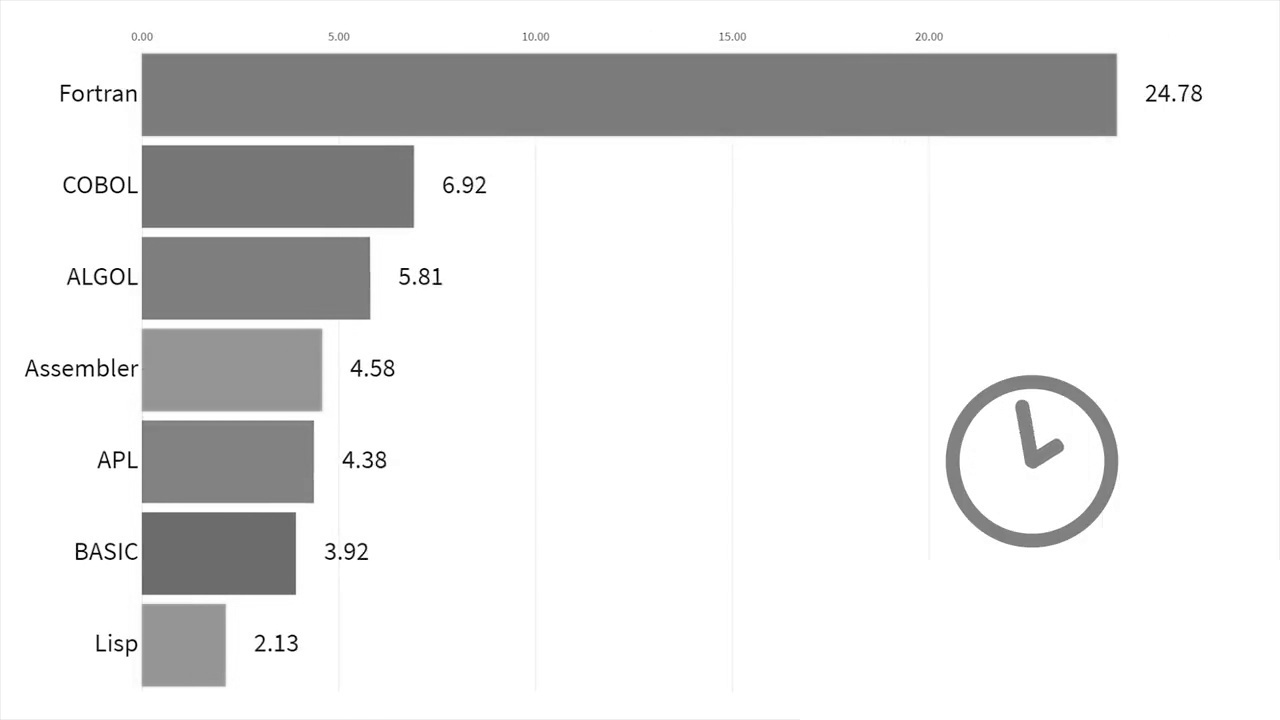 0.00 5.00 10.00 15.00 20.00
Fortran 24.78
COBOL 6.92
ALGOL 5.81
Assembler 4.58
APL 4.38
BASIC 3.92
Lisp 2.13